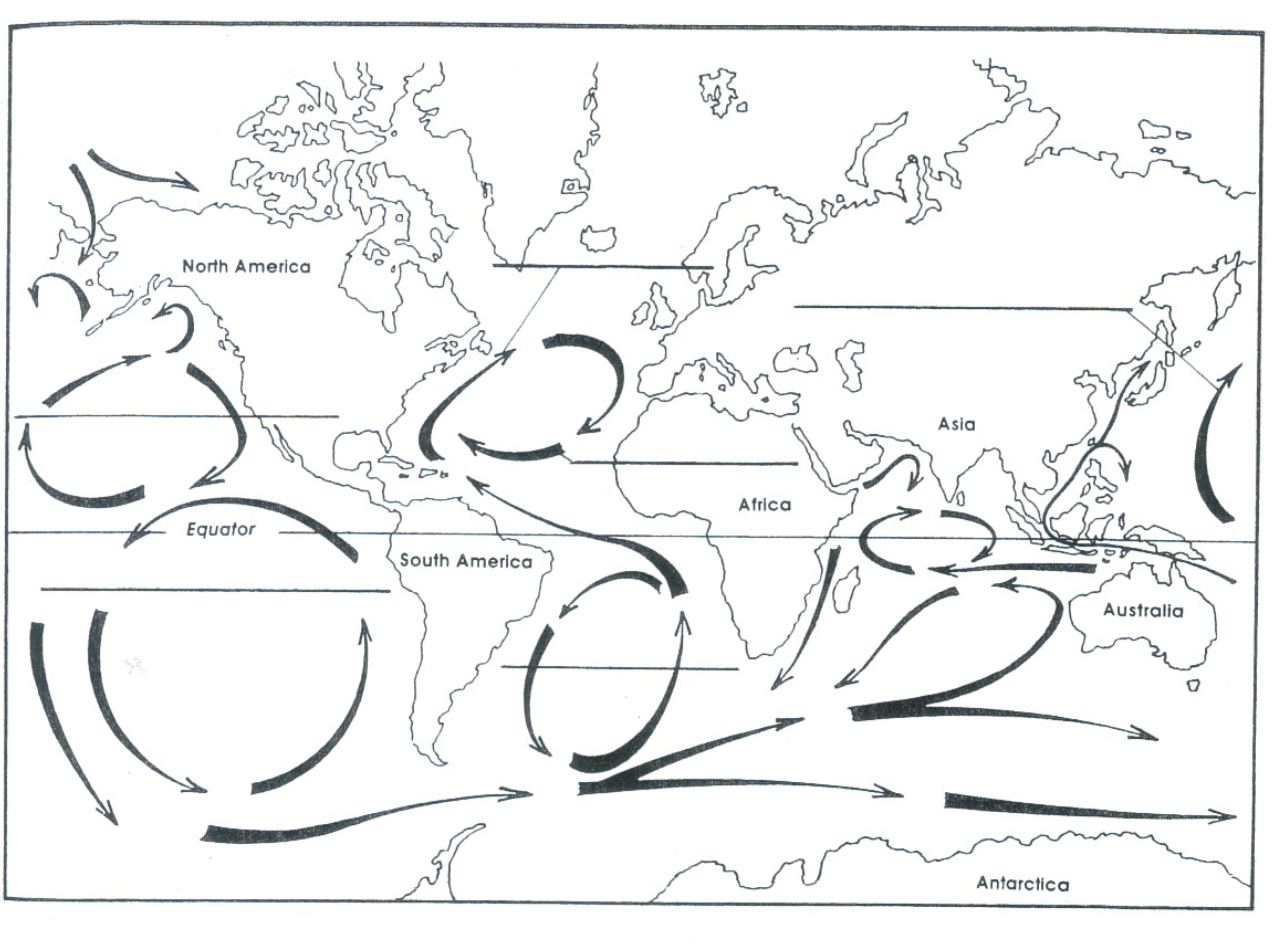 North America
Asia
Africa
Equator
South America
Australia
Antarctica